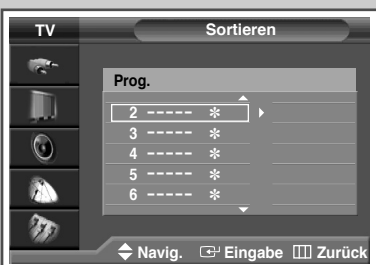 TV Sortieren
Prog.
2 ----- ✼
3 ----- ✼
4 ----- ✼
5 ----- ✼
6 ----- ✼
Navig. Eingabe Zurück